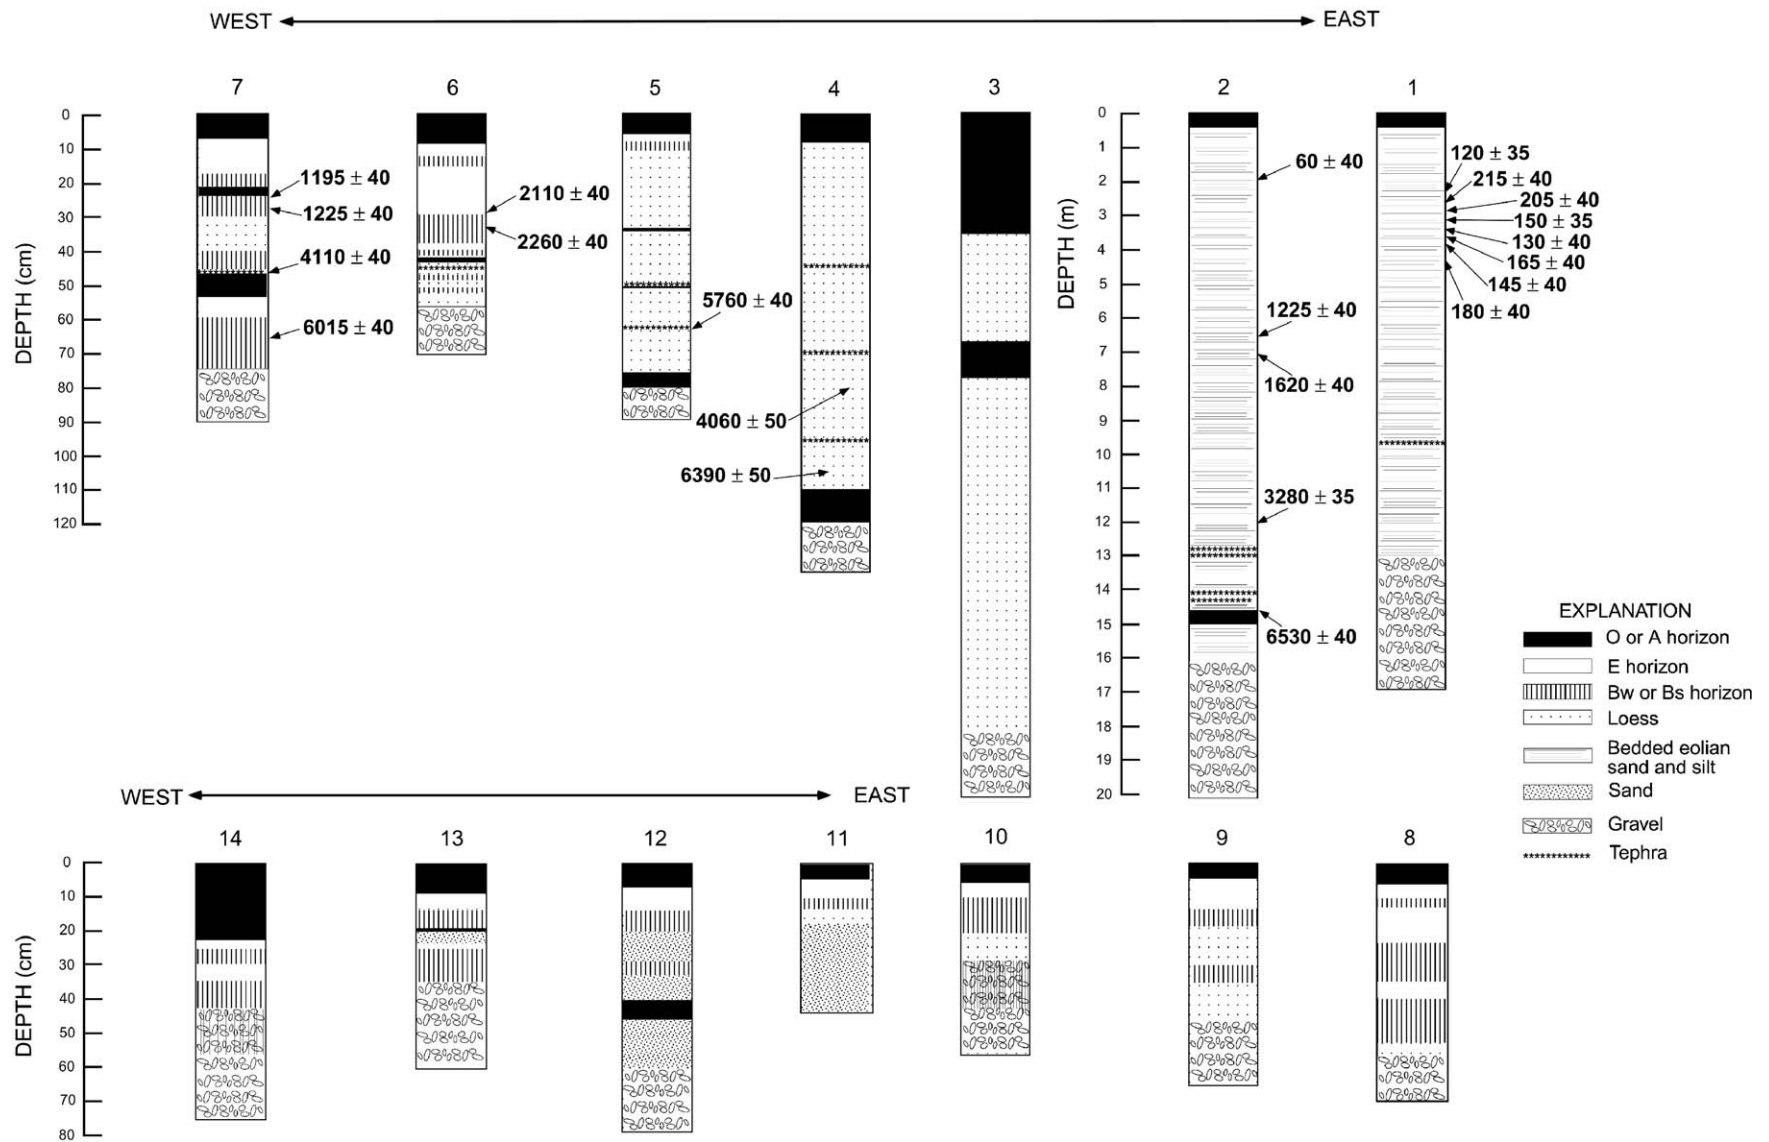 WEST EAST
7 6 5 4 3 2 1
DEPTH (cm)
0
10
20
30
40
50
60
70
80
90
100
110
120
1195 ± 40
1225 ± 40
4110 ± 40
6015 ± 40
2110 ± 40
2260 ± 40
5760 ± 40
4060 ± 50
6390 ± 50
DEPTH (m)
0
1
2
3
4
5
6
7
8
9
10
11
12
13
14
15
16
17
18
19
20
60 ± 40
1225 ± 40
1620 ± 40
3280 ± 35
6530 ± 40
120 ± 35
215 ± 40
205 ± 40
150 ± 35
130 ± 40
165 ± 40
145 ± 40
180 ± 40
EXPLANATION
O or A horizon
E horizon
Bw or Bs horizon
Loess
Bedded eolian
sand and silt
Sand
Gravel
Tephra
WEST EAST
14 13 12 11 10 9 8
DEPTH (cm)
0
10
20
30
40
50
60
70
80